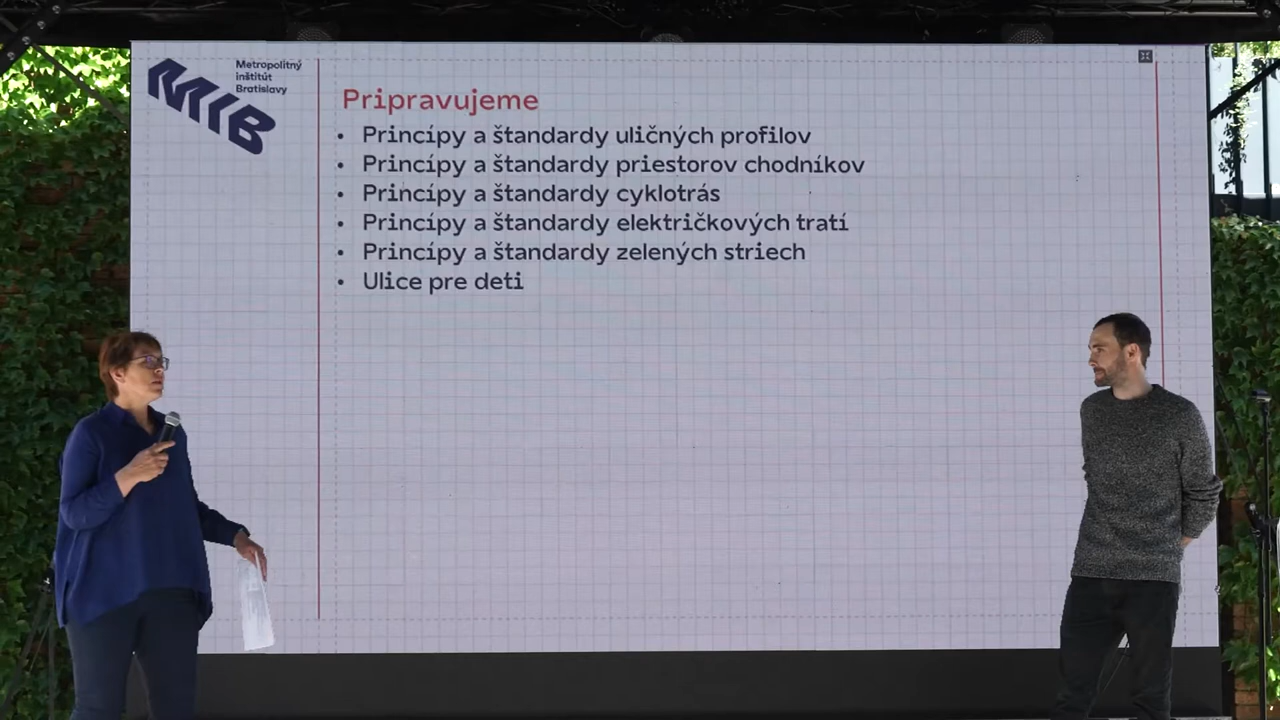 Metropolitný
inštitút
Bratislavy
MIB
Pripravujeme
• Princípy a štandardy uličných profilov
• Princípy a štandardy priestorov chodníkov
• Princípy a štandardy cyklotrás
• Princípy a štandardy električkových tratí
• Princípy a štandardy zelených striech
• Ulice pre deti